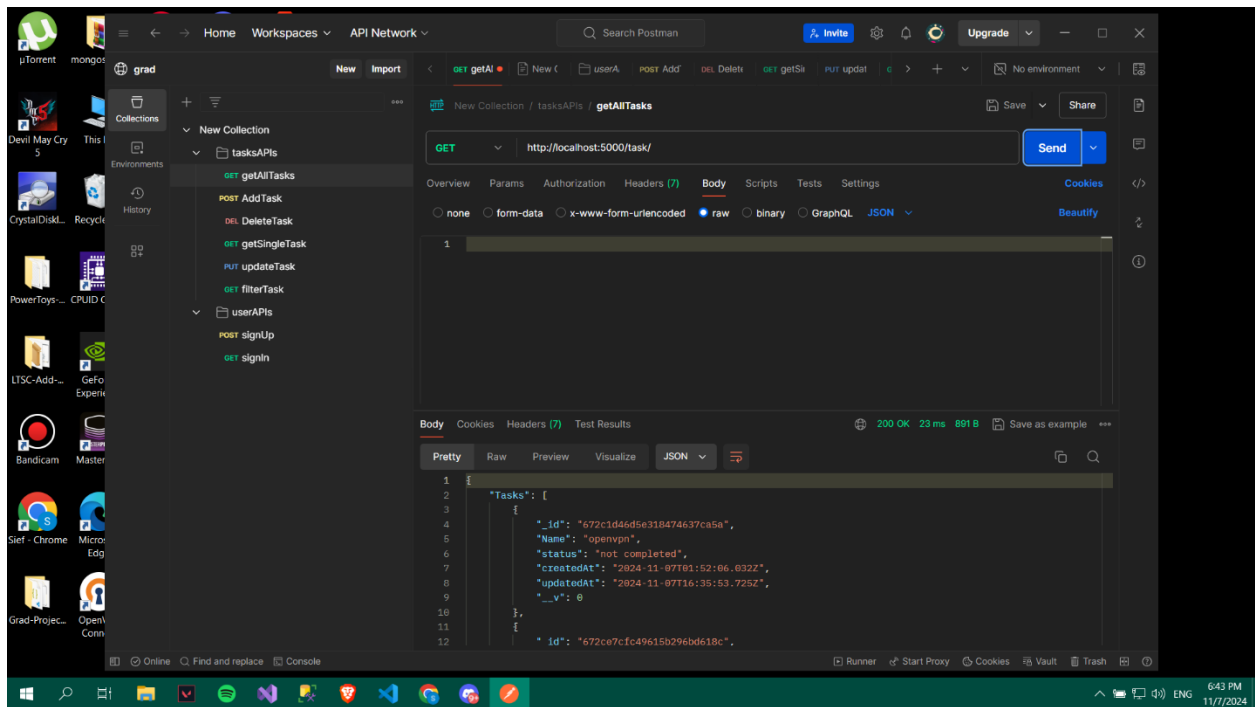 µTorrent
mongos
Devil May Cry
5
This
CrystalDiskI...
Recycle
PowerToys-...
CPUID C
LTSC-Add-...
GeFo
Experie
Bandicam
Master
Sief - Chrome
Micros
Edg
Grad-Projec...
Open
Conn
Home Workspaces API Network
Search Postman
Invite
Upgrade
grad
New Import
GET getAl
New (
userA
POST Add
DEL Delet
GET getSi
PUT updat
No environment
Collections
Environments
History
New Collection
tasksAPIs
GET getAllTasks
POST AddTask
DEL DeleteTask
GET getSingleTask
PUT updateTask
GET filterTask
userAPIs
POST signUp
GET signIn
HTTP New Collection / tasksAPIs / getAllTasks
Save Share
GET http://localhost:5000/task/
Send
Overview Params Authorization Headers (7) Body Scripts Tests Settings
Cookies
none form-data x-www-form-urlencoded raw binary GraphQL JSON
Beautify
1
Body Cookies Headers (7) Test Results
200 OK 23 ms 891 B Save as example
Pretty Raw Preview Visualize JSON
1 {
2 "Tasks": [
3 {
4 "_id": "672c1d46d5e318474637ca5a",
5 "Name": "openvpn",
6 "status": "not completed",
7 "createdAt": "2024-11-07T01:52:06.032Z",
8 "updatedAt": "2024-11-07T16:35:53.725Z",
9 "__v": 0
10 },
11 {
12 "_id": "672ce7cfc49615b296bd618c",
Online Find and replace Console
Runner Start Proxy Cookies Vault Trash
ENG
6:43 PM
11/7/2024